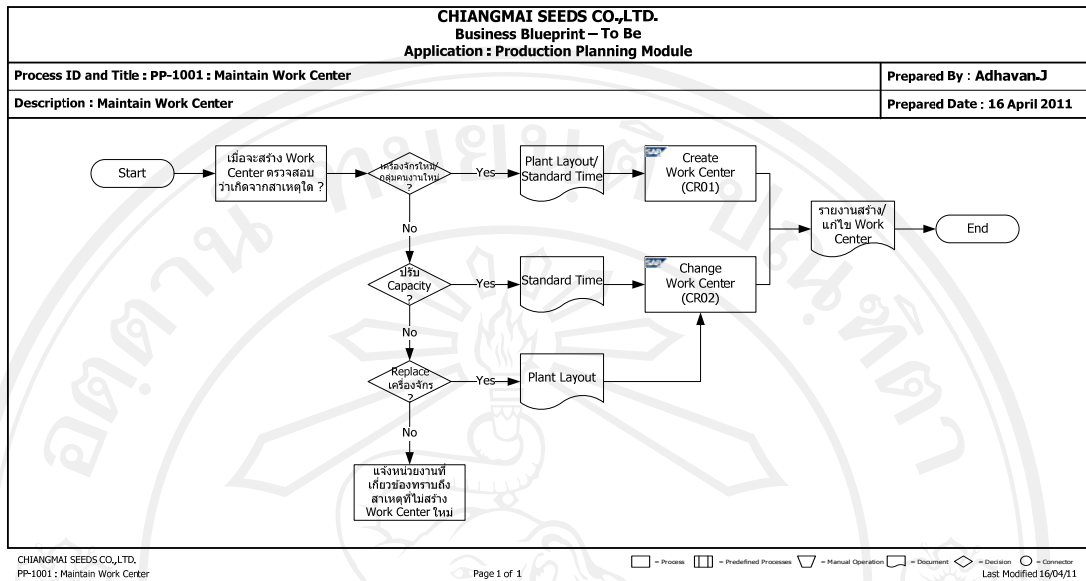 CHIANGMAI SEEDS CO.,LTD.
Business Blueprint – To Be
Application : Production Planning Module
Process ID and Title : PP-1001 : Maintain Work Center
Prepared By : Adhavan.J
Description : Maintain Work Center
Prepared Date : 16 April 2011
Start
เมื่อจะสร้าง Work
Center ตรวจสอบ
ว่าเกิดจากสาเหตุใด ?
เครื่องจักรใหม่/
กลุ่มคนงานใหม่
?
Yes
Plant Layout/
Standard Time
SAP
Create
Work Center
(CR01)
รายงานสร้าง/
แก้ไข Work
Center
End
No
ปรับ
Capacity
?
Yes
Standard Time
SAP
Change
Work Center
(CR02)
No
Replace
เครื่องจักร
?
Yes
Plant Layout
No
แจ้งหน่วยงานที่
เกี่ยวข้องทราบถึง
สาเหตุที่ไม่สร้าง
Work Center ใหม่
CHIANGMAI SEEDS CO.,LTD.
PP-1001 : Maintain Work Center
Page 1 of 1
= Process = Predefined Processes = Manual Operation = Document = Decision = Connector
Last Modified 16/04/11